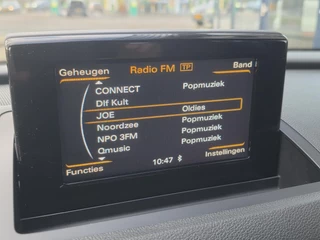 Geheugen Radio FM TP Band
CONNECT Popmuziek
Dlf Kult
JOE Oldies
Noordzee Popmuziek
NPO 3FM Popmuziek
Qmusic Popmuziek
Functies 10:47 Instellingen